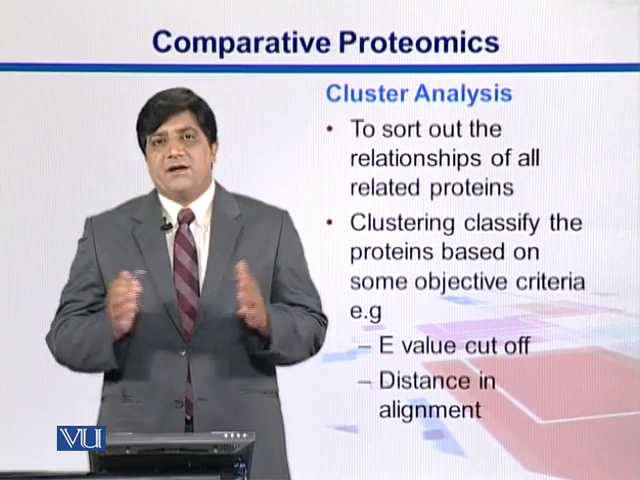 Comparative Proteomics
Cluster Analysis
• To sort out the
relationships of all
related proteins
• Clustering classify the
proteins based on
some objective criteria
e.g
– E value cut off
– Distance in
alignment
VU